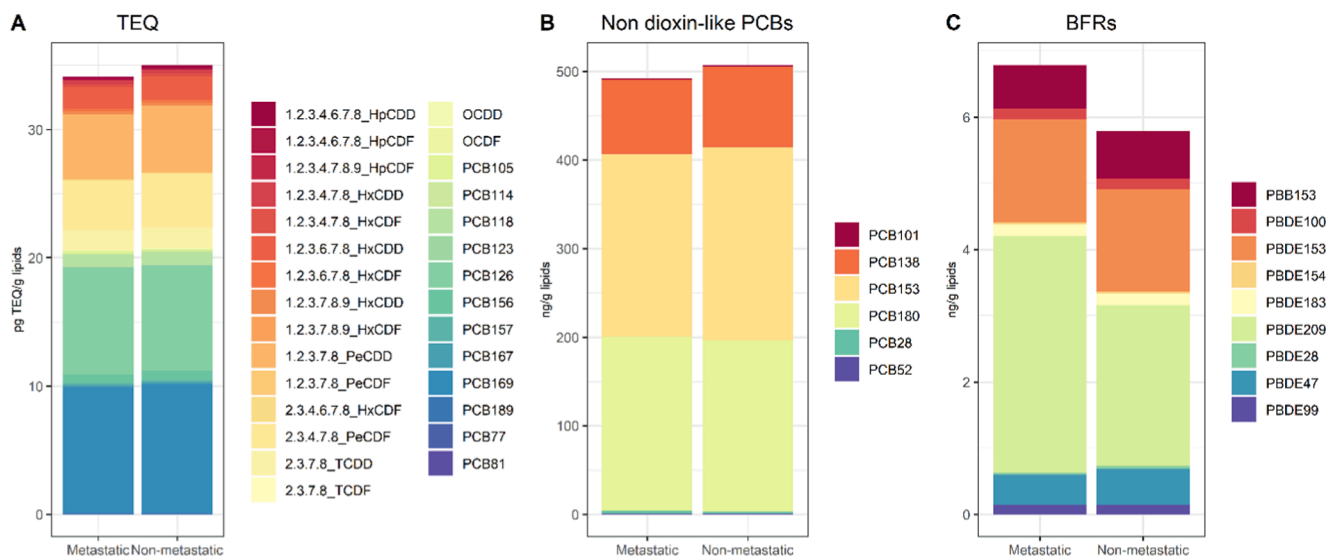 A
TEQ
pg TEQ/g lipids
30
20
10
0
Metastatic
Non-metastatic
1.2.3.4.6.7.8_HpCDD
1.2.3.4.6.7.8_HpCDF
1.2.3.4.7.8.9_HpCDF
1.2.3.4.7.8_HxCDD
1.2.3.4.7.8_HxCDF
1.2.3.6.7.8_HxCDD
1.2.3.6.7.8_HxCDF
1.2.3.7.8.9_HxCDD
1.2.3.7.8.9_HxCDF
1.2.3.7.8_PeCDD
1.2.3.7.8_PeCDF
2.3.4.6.7.8_HxCDF
2.3.4.7.8_PeCDF
2.3.7.8_TCDD
2.3.7.8_TCDF
OCDD
OCDF
PCB105
PCB114
PCB118
PCB123
PCB126
PCB156
PCB157
PCB167
PCB169
PCB189
PCB77
PCB81
B
Non dioxin-like PCBs
ng/g lipids
500
400
300
200
100
0
Metastatic
Non-metastatic
PCB101
PCB138
PCB153
PCB180
PCB28
PCB52
C
BFRs
ng/g lipids
6
4
2
0
Metastatic
Non-metastatic
PBB153
PBDE100
PBDE153
PBDE154
PBDE183
PBDE209
PBDE28
PBDE47
PBDE99